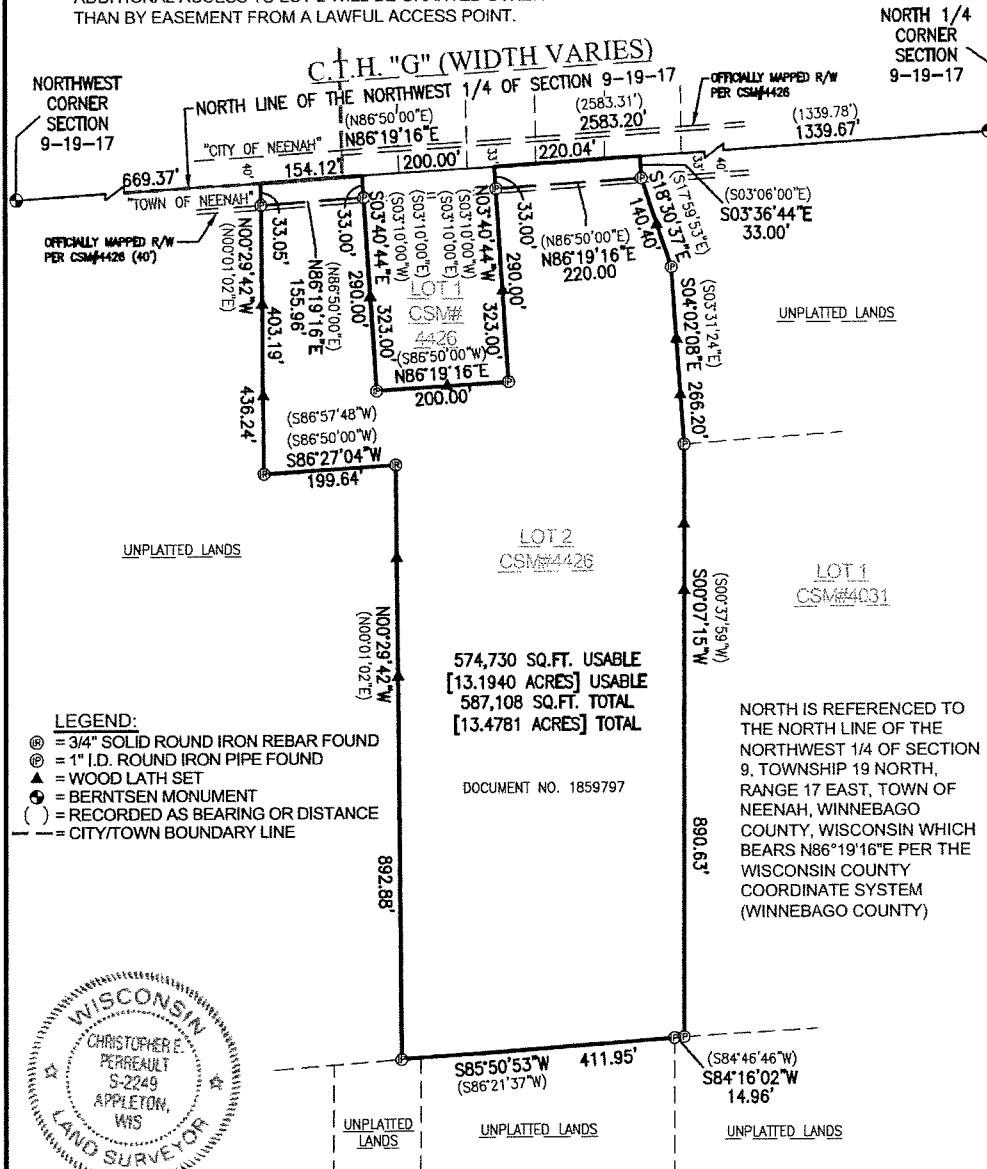 THAN BY EASEMENT FROM A LAWFUL ACCESS POINT.
NORTH 1/4
CORNER
SECTION
9-19-17
C.T.H. "G" (WIDTH VARIES)
NORTHWEST
CORNER
SECTION
9-19-17
NORTH LINE OF THE NORTHWEST 1/4 OF SECTION 9-19-17
OFFICIALLY MAPPED R/W
PER CSM#4426
(N86°50'00"E)
N86°19'16"E
(2583.31')
2583.20'
(1339.78')
1339.67'
"CITY OF NEENAH"
669.37'
154.12'
200.00'
220.04'
"TOWN OF NEENAH"
40'
33'
33'
40'
OFFICIALLY MAPPED R/W
PER CSM#4426 (40')
33.05'
33.00'
33.00'
(S03°06'00"E)
S03°36'44"E
33.00'
N00°29'42"W
(N00°01'02"E)
403.19'
436.24'
(N86°50'00"E)
N86°19'16"E
155.96'
S03°40'44"E
(S03°10'00"W)
(S03°10'00"E)
290.00'
323.00'
LOT 1
CSM#
4426
(S03°10'00"E)
(S03°10'00"W)
N03°40'44"W
290.00'
323.00'
(S86°50'00"W)
N86°19'16"E
200.00'
(N86°50'00"E)
N86°19'16"E
220.00
S18°30'37"E
(S17°59'53"E)
140.40'
S04°02'08"E
(S03°31'24"E)
266.20'
UNPLATTED LANDS
(S86°57'48"W)
(S86°50'00"W)
S86°27'04"W
199.64'
UNPLATTED LANDS
LOT 2
CSM#4426
LOT 1
CSM#4031
N00°29'42"W
(N00°01'02"E)
892.88'
S00°07'15"W
(S00°37'59"W)
890.63'
574,730 SQ.FT. USABLE
[13.1940 ACRES] USABLE
587,108 SQ.FT. TOTAL
[13.4781 ACRES] TOTAL
DOCUMENT NO. 1859797
LEGEND:
= 3/4" SOLID ROUND IRON REBAR FOUND
= 1" I.D. ROUND IRON PIPE FOUND
▲ = WOOD LATH SET
= BERNTSEN MONUMENT
( ) = RECORDED AS BEARING OR DISTANCE
= CITY/TOWN BOUNDARY LINE
NORTH IS REFERENCED TO
THE NORTH LINE OF THE
NORTHWEST 1/4 OF SECTION
9, TOWNSHIP 19 NORTH,
RANGE 17 EAST, TOWN OF
NEENAH, WINNEBAGO
COUNTY, WISCONSIN WHICH
BEARS N86°19'16"E PER THE
WISCONSIN COUNTY
COORDINATE SYSTEM
(WINNEBAGO COUNTY)
WISCONSIN
CHRISTOPHER E.
PERREAULT
S-2249
APPLETON,
WIS
LAND SURVEYOR
S85°50'53"W 411.95'
(S86°21'37"W)
(S84°46'46"W)
S84°16'02"W
14.96'
UNPLATTED
LANDS
UNPLATTED LANDS
UNPLATTED LANDS